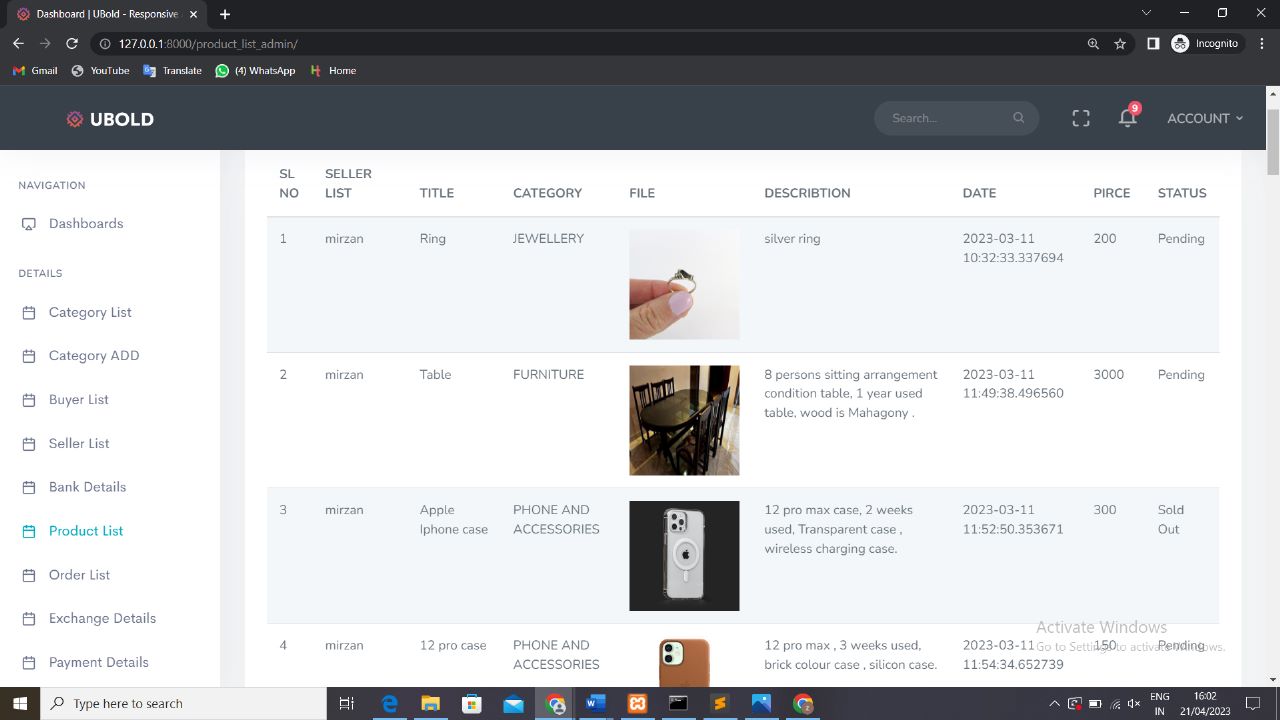 Dashboard | UBold - Responsive
127.0.0.1:8000/product_list_admin/
Incognito
Gmail
YouTube
Translate
(4) WhatsApp
Home
UBOLD
Search...
9
ACCOUNT
NAVIGATION
Dashboards
DETAILS
Category List
Category ADD
Buyer List
Seller List
Bank Details
Product List
Order List
Exchange Details
Payment Details
SL NO
SELLER LIST
TITLE
CATEGORY
FILE
DESCRIBTION
DATE
PIRCE
STATUS
1
mirzan
Ring
JEWELLERY
silver ring
2023-03-11
10:32:33.337694
200
Pending
2
mirzan
Table
FURNITURE
8 persons sitting arrangement
condition table, 1 year used
table, wood is Mahagony .
2023-03-11
11:49:38.496560
3000
Pending
3
mirzan
Apple
Iphone case
PHONE AND
ACCESSORIES
12 pro max case, 2 weeks
used, Transparent case ,
wireless charging case.
2023-03-11
11:52:50.353671
300
Sold
Out
4
mirzan
12 pro case
PHONE AND
ACCESSORIES
12 pro max , 3 weeks used,
brick colour case , silicon case.
2023-03-11
11:54:34.652739
150
Pending
Activate Windows
Go to Settings to activate Windows.
Type here to search
ENG
IN
16:02
21/04/2023